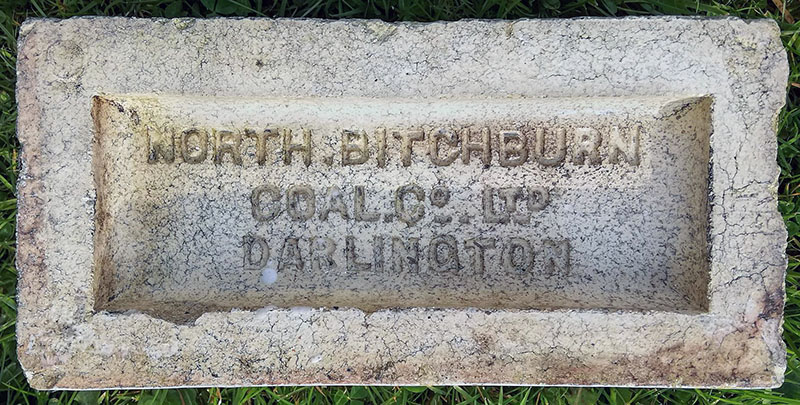 NORTH. BITCHBURN
COAL. Co. LTD
DARLINGTON